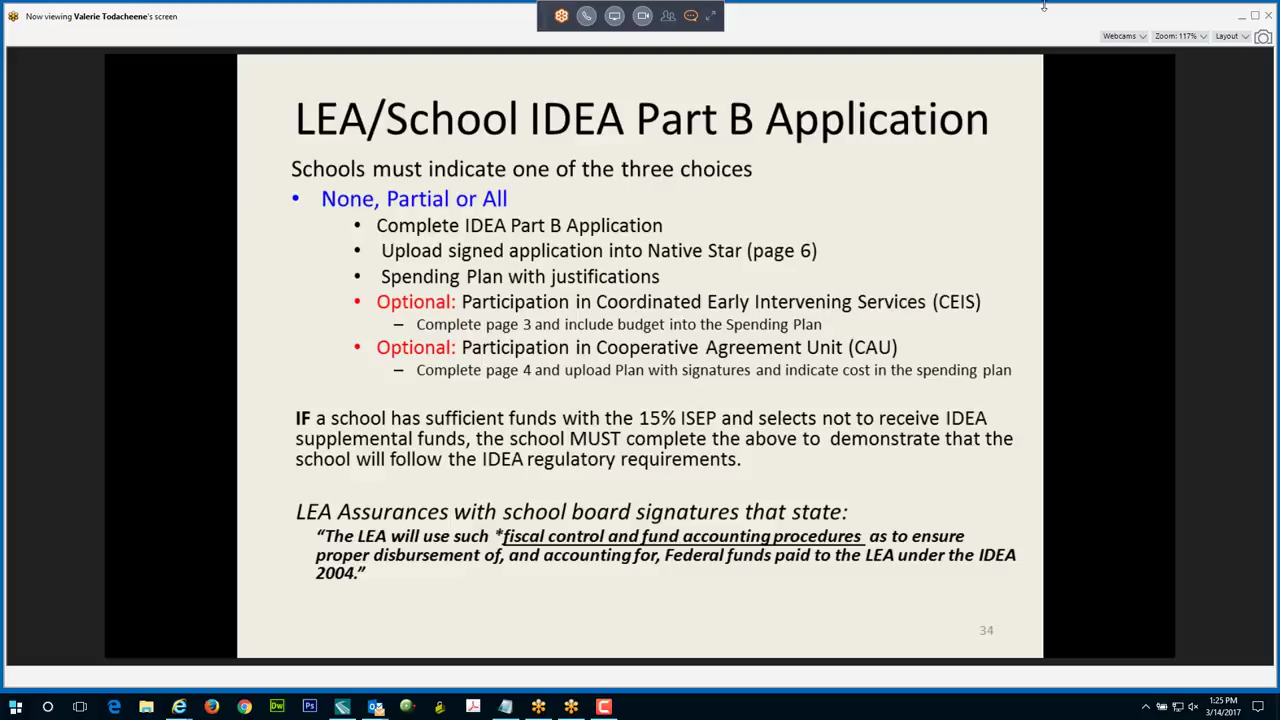 Now viewing Valerie Todacheene's screen
Webcams Zoom: 117% Layout
LEA/School IDEA Part B Application
Schools must indicate one of the three choices
• None, Partial or All
• Complete IDEA Part B Application
• Upload signed application into Native Star (page 6)
• Spending Plan with justifications
• Optional: Participation in Coordinated Early Intervening Services (CEIS)
– Complete page 3 and include budget into the Spending Plan
• Optional: Participation in Cooperative Agreement Unit (CAU)
– Complete page 4 and upload Plan with signatures and indicate cost in the spending plan
IF a school has sufficient funds with the 15% ISEP and selects not to receive IDEA
supplemental funds, the school MUST complete the above to demonstrate that the
school will follow the IDEA regulatory requirements.
LEA Assurances with school board signatures that state:
“The LEA will use such *fiscal control and fund accounting procedures as to ensure
proper disbursement of, and accounting for, Federal funds paid to the LEA under the IDEA
2004.”
34
Dw Ps
1:25 PM
3/14/2017